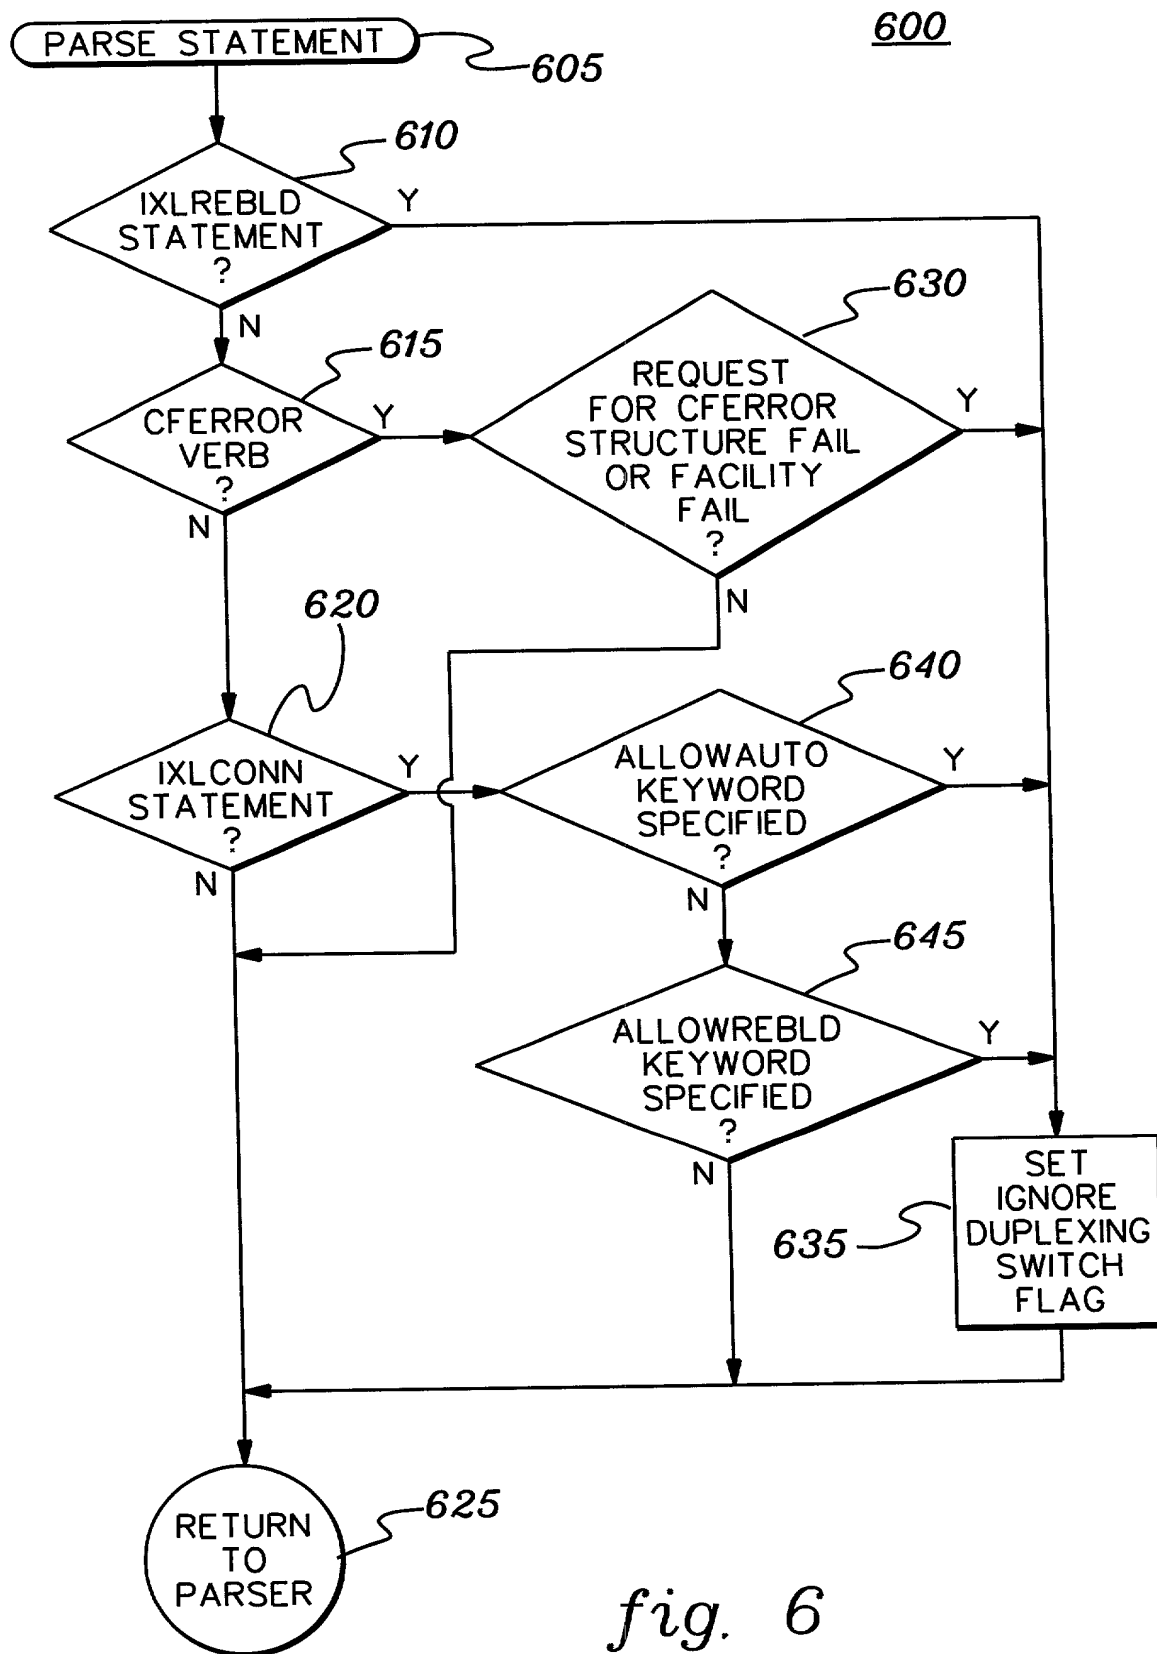 600
PARSE STATEMENT
605
610
IXLREBLD
STATEMENT
?
Y
N
615
CFERROR
VERB
?
Y
N
630
REQUEST
FOR CFERROR
STRUCTURE FAIL
OR FACILITY
FAIL
?
Y
N
620
IXLCONN
STATEMENT
?
Y
N
640
ALLOWAUTO
KEYWORD
SPECIFIED
?
Y
N
645
ALLOWREBLD
KEYWORD
SPECIFIED
?
Y
N
635
SET
IGNORE
DUPLEXING
SWITCH
FLAG
625
RETURN
TO
PARSER
fig. 6